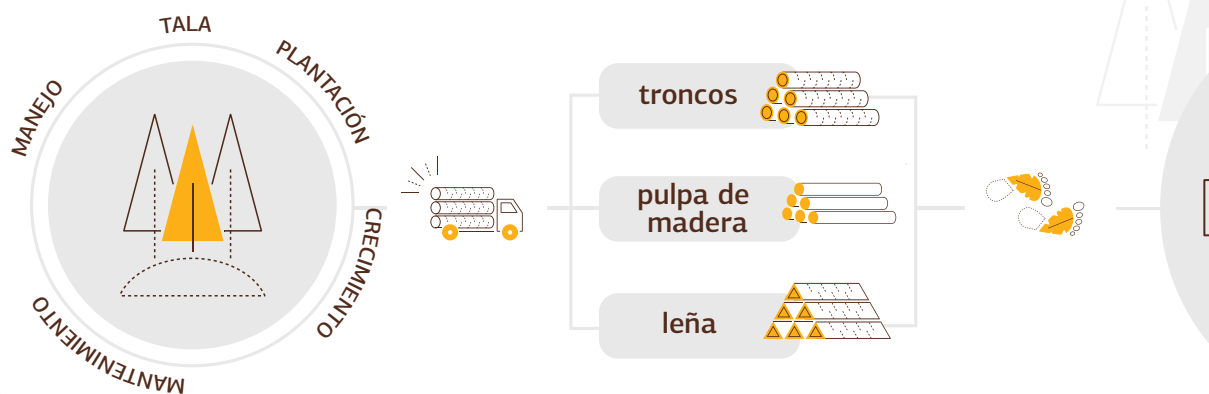 TALA
PLANTACIÓN
MANEJO
CRECIMIENTO
MANTENIMIENTO
troncos
pulpa de
madera
leña